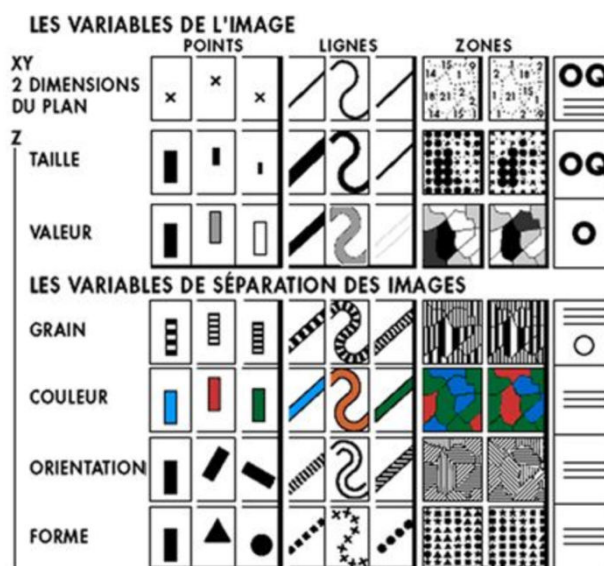 LES VARIABLES DE L'IMAGE
POINTS LIGNES ZONES
XY
2 DIMENSIONS
DU PLAN
Z
TAILLE
VALEUR
LES VARIABLES DE SÉPARATION DES IMAGES
GRAIN
COULEUR
ORIENTATION
FORME